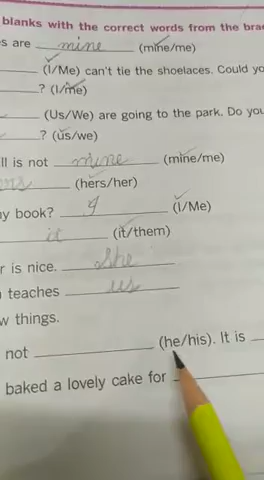 blanks with the correct words from the bra
s are mine (mine/me)
(I/Me) can't tie the shoelaces. Could yo
? (I/me)
(Us/We) are going to the park. Do you
? (us/we)
ll is not mine (mine/me)
(hers/her)
y book? (I/Me)
it (it/them)
r is nice. She
teaches us
w things.
not (he/his). It is
baked a lovely cake for